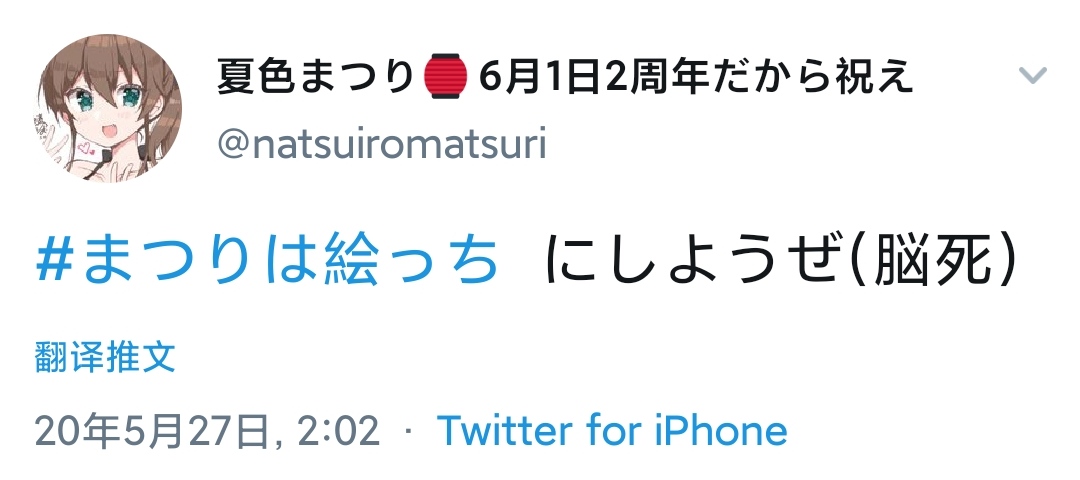 夏色まつり🏮6月1日2周年だから祝え
@natsuiromatsuri
#まつりは絵っち にしようぜ(脳死)
翻译推文
20年5月27日, 2:02 · Twitter for iPhone